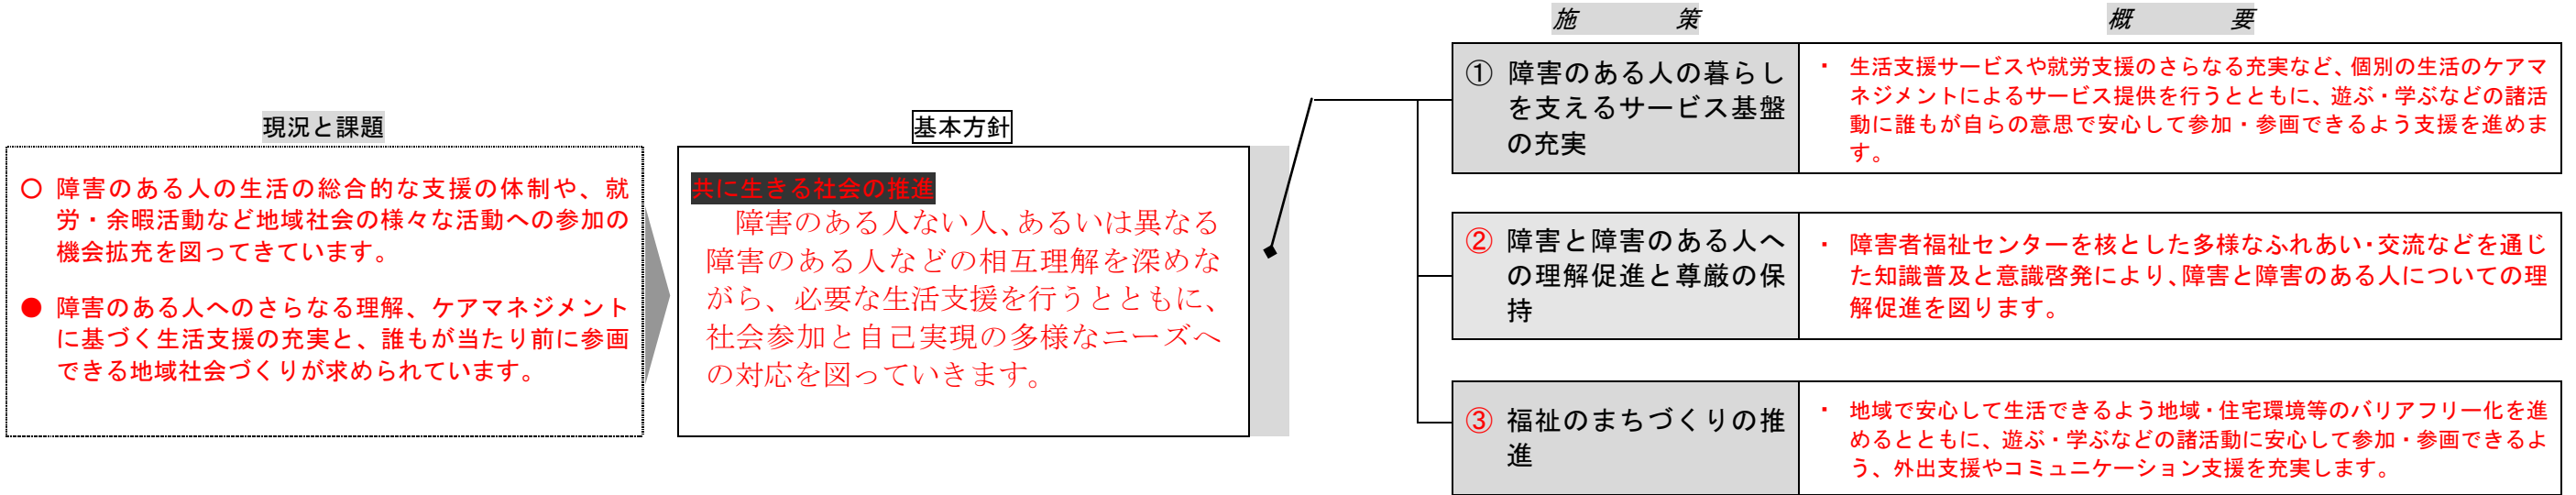 現況と課題
○ 障害のある人の生活の総合的な支援の体制や、就
労・余暇活動など地域社会の様々な活動への参加の
機会拡充を図ってきています。
● 障害のある人へのさらなる理解、ケアマネジメント
に基づく生活支援の充実と、誰もが当たり前に参画
できる地域社会づくりが求められています。
基本方針
共に生きる社会の推進
障害のある人ない人、あるいは異なる
障害のある人などの相互理解を深めな
がら、必要な生活支援を行うとともに、
社会参加と自己実現の多様なニーズへ
の対応を図っていきます。
施 策
概 要
① 障害のある人の暮らし
を支えるサービス基盤
の充実
・ 生活支援サービスや就労支援のさらなる充実など、個別の生活のケアマ
ネジメントによるサービス提供を行うとともに、遊ぶ・学ぶなどの諸活
動に誰もが自らの意思で安心して参加・参画できるよう支援を進めま
す。
② 障害と障害のある人へ
の理解促進と尊厳の保
持
・ 障害者福祉センターを核とした多様なふれあい・交流などを通じ
た知識普及と意識啓発により、障害と障害のある人についての理
解促進を図ります。
③ 福祉のまちづくりの推
進
・ 地域で安心して生活できるよう地域・住宅環境等のバリアフリー化を進
めるとともに、遊ぶ・学ぶなどの諸活動に安心して参加・参画できるよ
う、外出支援やコミュニケーション支援を充実します。